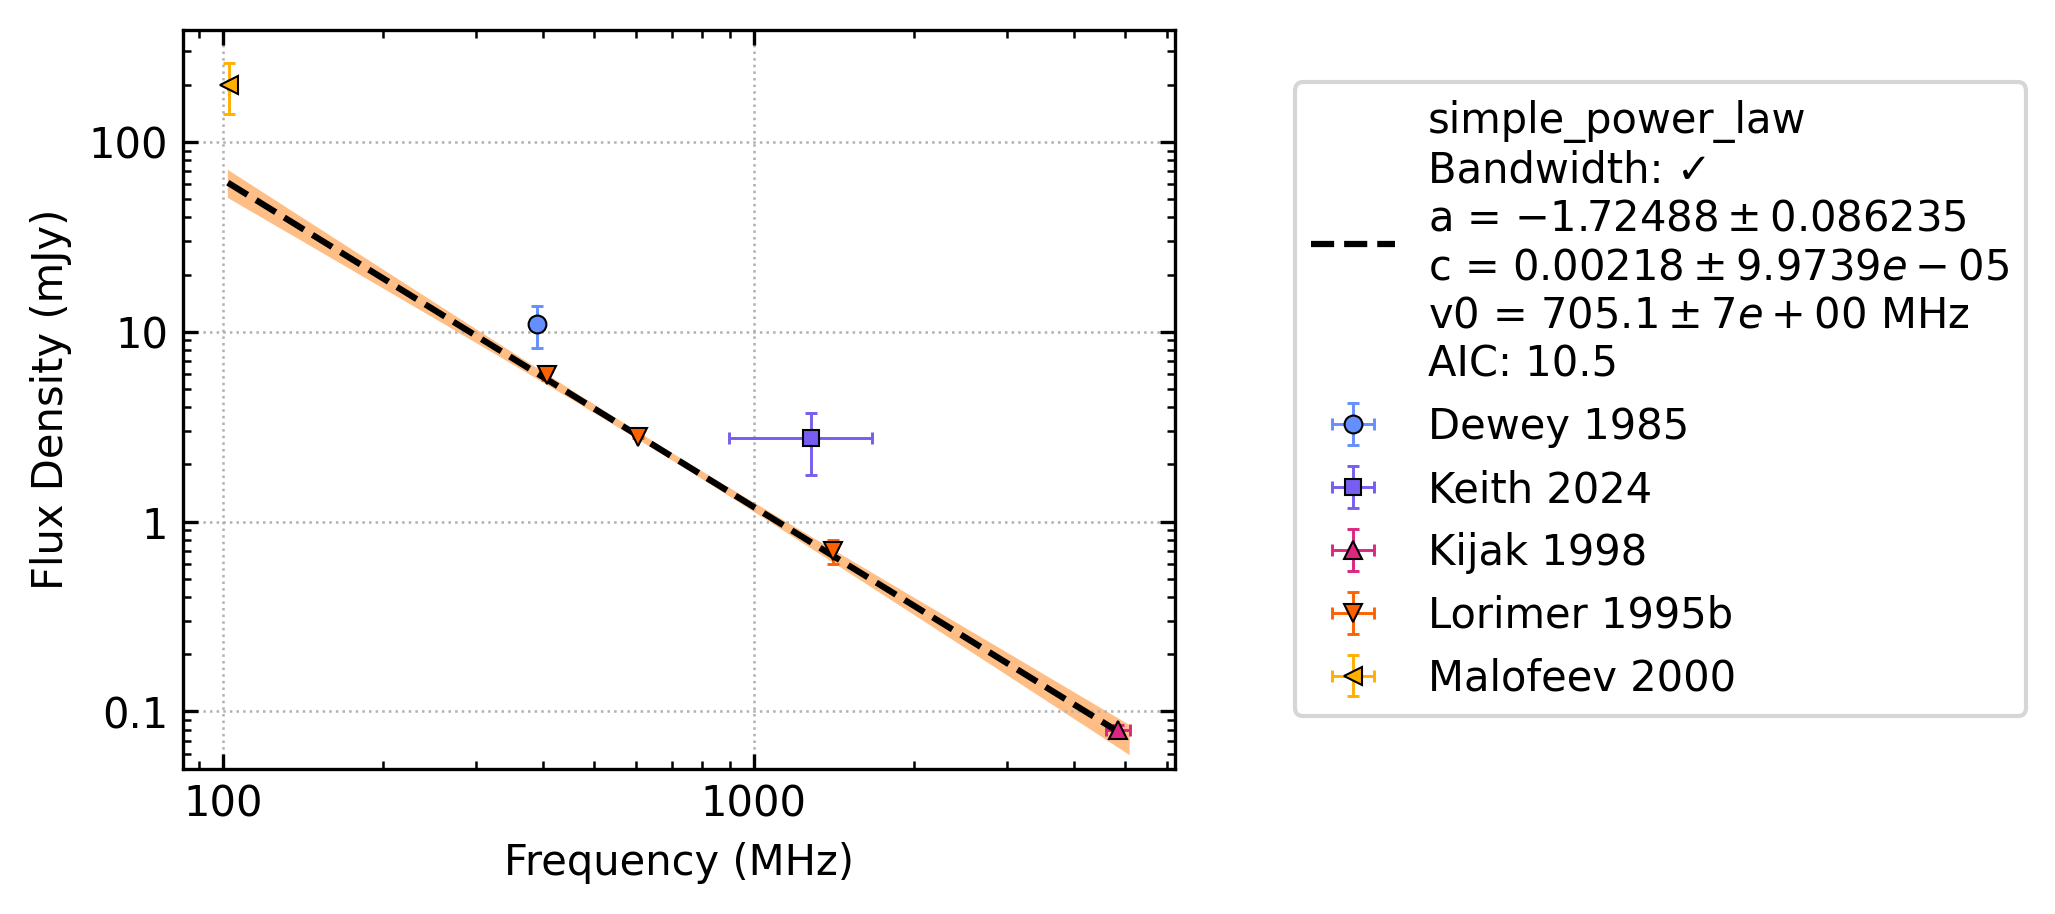 100
10
1
0.1
Flux Density (mJy)
100
1000
Frequency (MHz)
simple_power_law
Bandwidth: ✓
a = −1.72488 ± 0.086235
c = 0.00218 ± 9.9739e − 05
v0 = 705.1 ± 7e + 00 MHz
AIC: 10.5
Dewey 1985
Keith 2024
Kijak 1998
Lorimer 1995b
Malofeev 2000